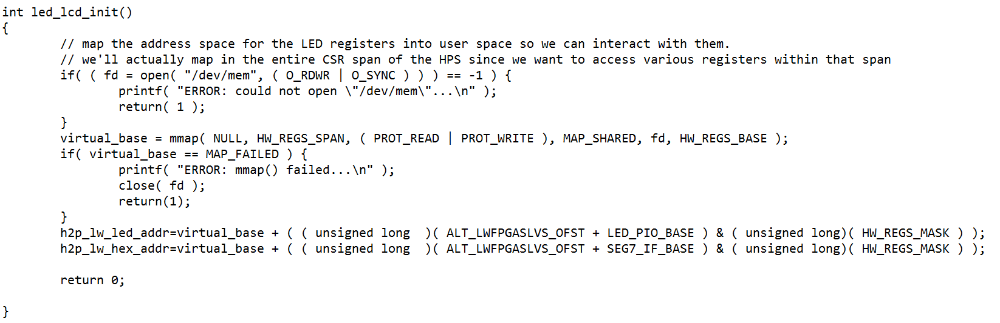 int led_lcd_init()
{
        // map the address space for the LED registers into user space so we can interact with them.
        // we'll actually map in the entire CSR span of the HPS since we want to access various registers within that span
        if( ( fd = open( "/dev/mem", ( O_RDWR | O_SYNC ) ) ) == -1 ) {
                printf( "ERROR: could not open \"/dev/mem\"...\n" );
                return( 1 );
        }
        virtual_base = mmap( NULL, HW_REGS_SPAN, ( PROT_READ | PROT_WRITE ), MAP_SHARED, fd, HW_REGS_BASE );
        if( virtual_base == MAP_FAILED ) {
                printf( "ERROR: mmap() failed...\n" );
                close( fd );
                return(1);
        }
        h2p_lw_led_addr=virtual_base + ( ( unsigned long  )( ALT_LWFPGASLVS_OFST + LED_PIO_BASE ) & ( unsigned long)( HW_REGS_MASK ) );
        h2p_lw_hex_addr=virtual_base + ( ( unsigned long  )( ALT_LWFPGASLVS_OFST + SEG7_IF_BASE ) & ( unsigned long)( HW_REGS_MASK ) );
        return 0;
}